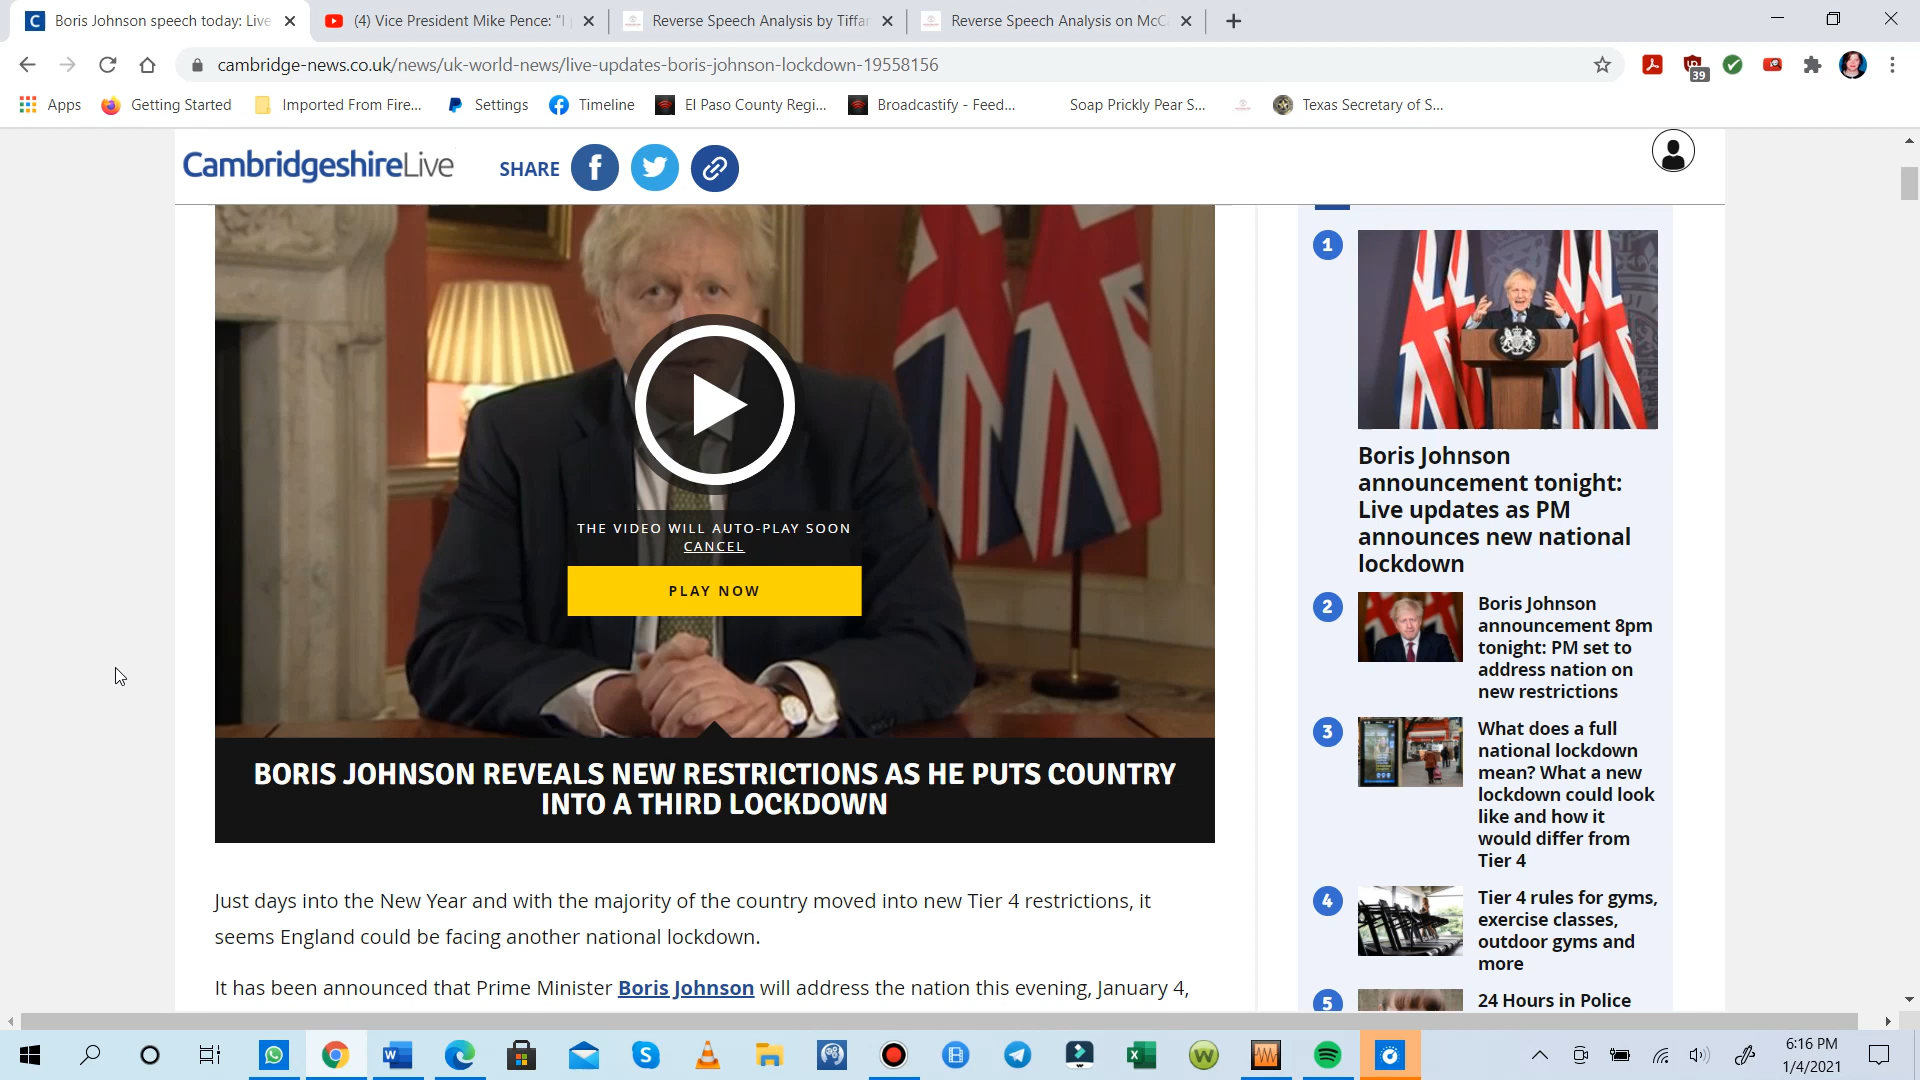 Boris Johnson speech today: Live
(4) Vice President Mike Pence: "I
Reverse Speech Analysis by Tiffa
Reverse Speech Analysis on McC
cambridge-news.co.uk/news/uk-world-news/live-updates-boris-johnson-lockdown-19558156
39
Apps
Getting Started
Imported From Fire...
Settings
Timeline
El Paso County Regi...
Broadcastify - Feed...
Soap Prickly Pear S...
Texas Secretary of S...
CambridgeshireLive
SHARE
THE VIDEO WILL AUTO-PLAY SOON
CANCEL
PLAY NOW
BORIS JOHNSON REVEALS NEW RESTRICTIONS AS HE PUTS COUNTRY
INTO A THIRD LOCKDOWN
Just days into the New Year and with the majority of the country moved into new Tier 4 restrictions, it
seems England could be facing another national lockdown.
It has been announced that Prime Minister Boris Johnson will address the nation this evening, January 4,
1
Boris Johnson
announcement tonight:
Live updates as PM
announces new national
lockdown
2
Boris Johnson
announcement 8pm
tonight: PM set to
address nation on
new restrictions
3
What does a full
national lockdown
mean? What a new
lockdown could look
like and how it
would differ from
Tier 4
4
Tier 4 rules for gyms,
exercise classes,
outdoor gyms and
more
5
24 Hours in Police
6:16 PM
1/4/2021